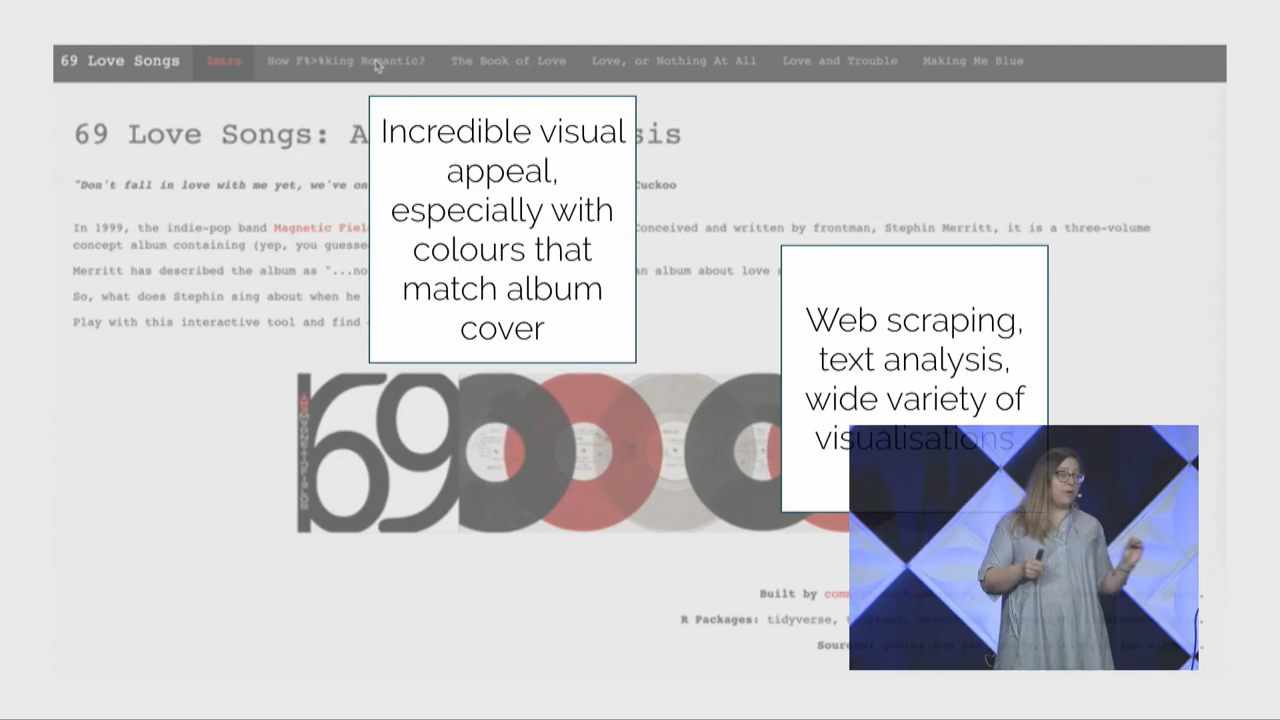 69 Love Songs Intro How F%>%king Romantic? The Book of Love Love, or Nothing At All Love and Trouble Making Me Blue
69 Love Songs: A sis
"Don't fall in love with me yet, we've on Cuckoo
In 1999, the indie-pop band Magnetic Fiel Conceived and written by frontman, Stephin Merritt, it is a three-volume
concept album containing (yep, you guesse
Merritt has described the album as "...no an album about love
So, what does Stephin sing about when he
Play with this interactive tool and find
Incredible visual
appeal,
especially with
colours that
match album
cover
Web scraping,
text analysis,
wide variety of
visualisations
69
Built by
R Packages: tidyverse,